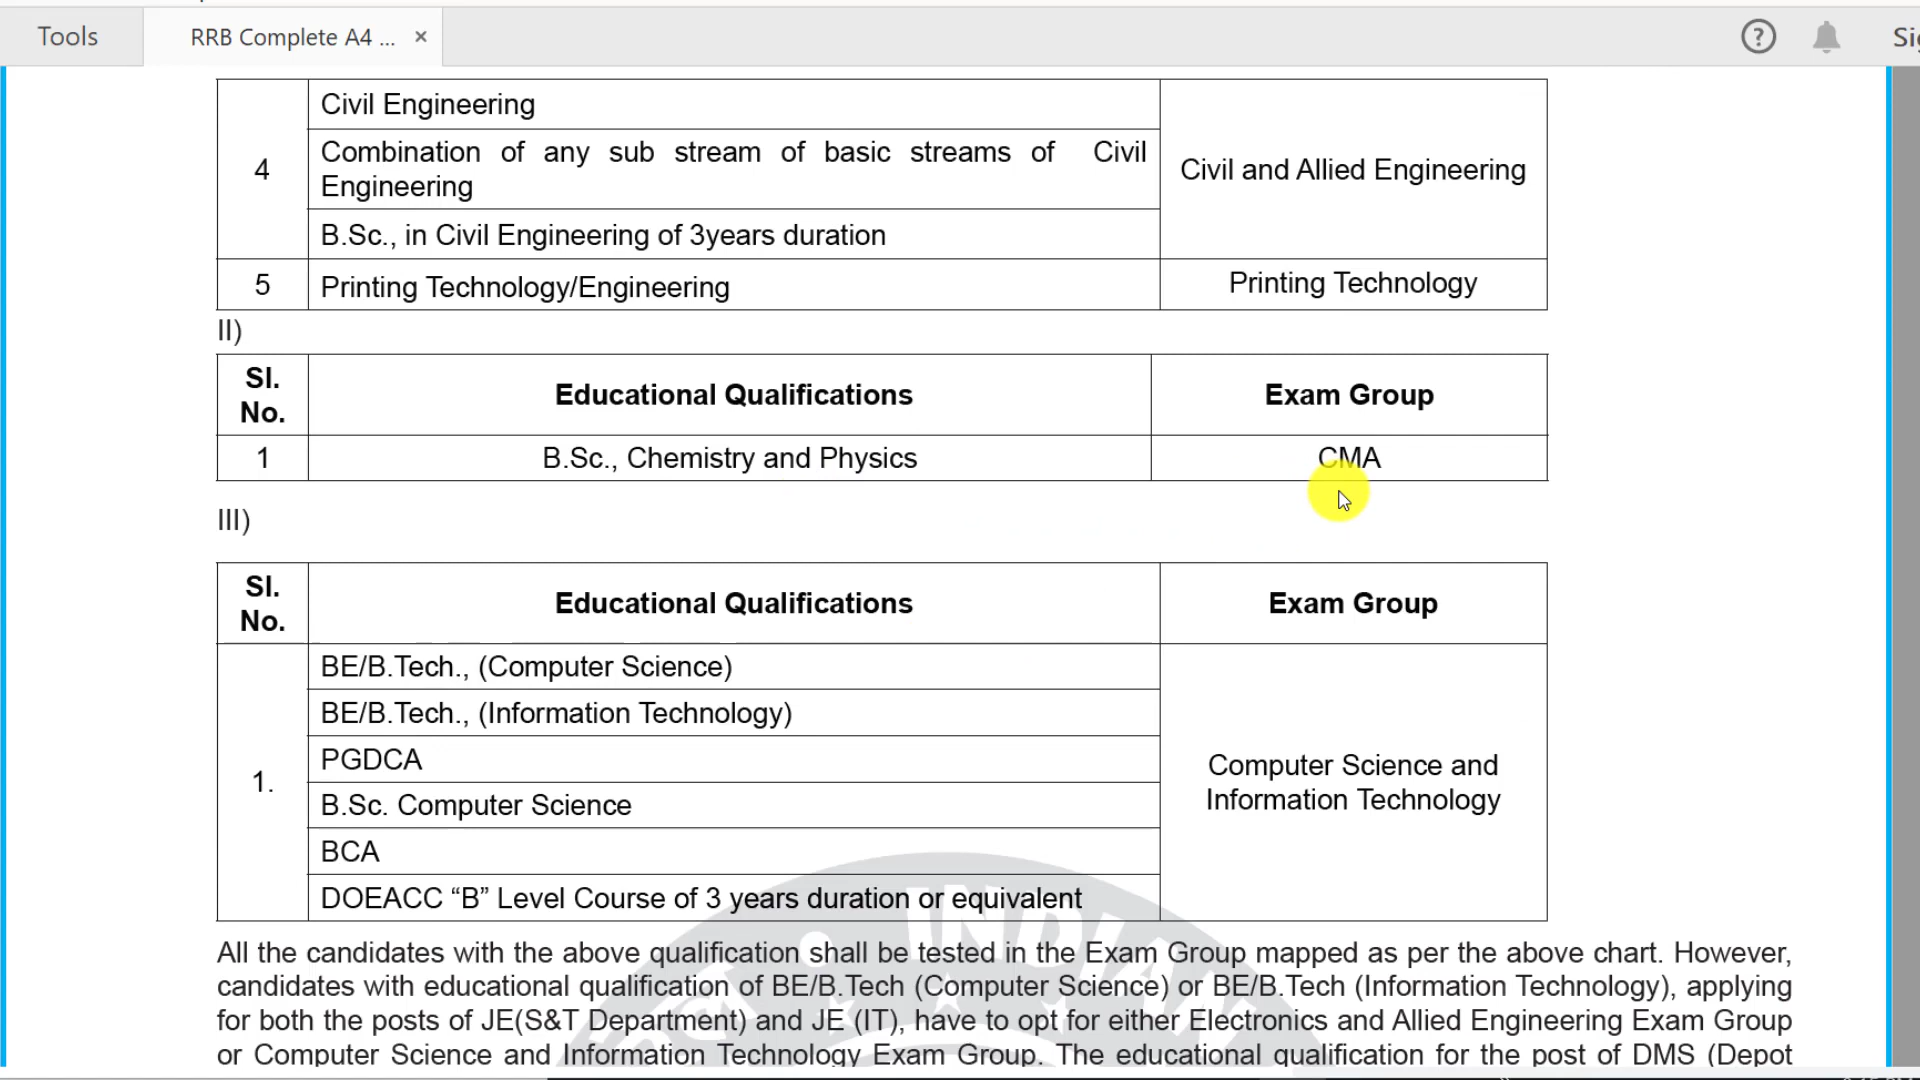 Tools
RRB Complete A4 ... ×
?
4
Civil Engineering
Combination of any sub stream of basic streams of Civil
Engineering
B.Sc., in Civil Engineering of 3years duration
Civil and Allied Engineering
5
Printing Technology/Engineering
Printing Technology
II)
Sl.
No.
Educational Qualifications
Exam Group
1
B.Sc., Chemistry and Physics
CMA
III)
Sl.
No.
Educational Qualifications
Exam Group
1.
BE/B.Tech., (Computer Science)
BE/B.Tech., (Information Technology)
PGDCA
B.Sc. Computer Science
BCA
DOEACC “B” Level Course of 3 years duration or equivalent
Computer Science and
Information Technology
All the candidates with the above qualification shall be tested in the Exam Group mapped as per the above chart. However,
candidates with educational qualification of BE/B.Tech (Computer Science) or BE/B.Tech (Information Technology), applying
for both the posts of JE(S&T Department) and JE (IT), have to opt for either Electronics and Allied Engineering Exam Group
or Computer Science and Information Technology Exam Group. The educational qualification for the post of DMS (Depot
INDIAN